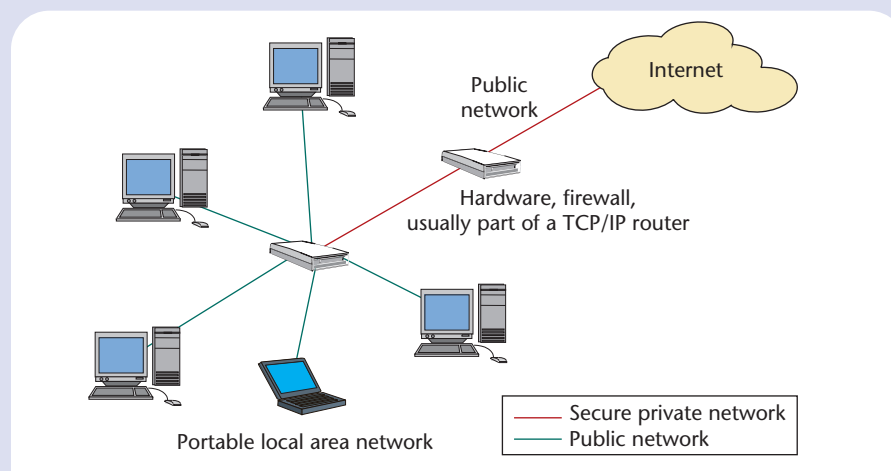 Internet
Public
network
Hardware, firewall,
usually part of a TCP/IP router
Portable local area network
Secure private network
Public network